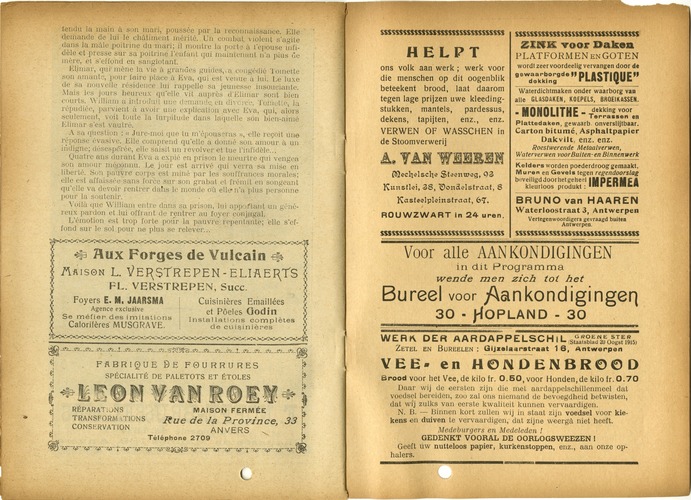 tendu la main à son mari, poussée par la reconnaissance. Elle
demande de lui le châtiment mérité. Un combat violent s'agite
dans la mâle poitrine du mari; il montre la porte à l'épouse infi-
dèle et presse sur sa poitrine l'enfant qui maintenant n'a plus de
mère, et s'efond en sanglotant.
Elmar, qui mène la vie à grandes guides, a congédié Tomette
son amante, pour faire place à Eva, qui est venue à lui. Le luxe
de sa nouvelle résidence lui rappelle sa jeunesse insouciante.
Mais les jours heureux qu'elle vit auprès d'Elimar sont bien
courts. William a introduit une demande en divorce. Tomette, la
répudiée, parvient à avoir une explication avec Eva, qui, alors
seulement, voit toute la turpitude dans laquelle son bien-aimé
Elimar s'est vautré.
A sa question : « Jure-moi que tu m'épouseras », elle reçoit une
réponse évasive. Elle comprend qu'elle a donné son amour à un
indigne; désespérée, elle saisit un revolver et tue l'infidèle...
Quatre ans durant Eva a expié en prison le meurtre qui vengea
son amour mignonné. Le jour est arrivé qui verra sa mise en
liberté. Son pauvre corps est miné par les souffrances morales;
elle est affaissée sans force sur son grabat et frémit en songeant
qu'elle va devoir rentrer dans le monde où elle n'a plus personne
pour la soutenir.
Voilà que William entre dans sa prison, lui apportant un géné-
reux pardon et lui offrant de rentrer au foyer conjugal.
L'émotion est trop forte pour la pauvre repentante; elle s'ef-
fond sur le sol pour ne plus se relever...
Aux Forges de Vulcain
MAISON L. VERSTREPEN-ELIAERTS
FL. VERSTREPEN, Succ.
Foyers E. M. JAARSMA
Agence exclusive
Se méfier des imitations
Calorifères MUSGRAVE.
Cuisinières Emaillées
et Pôeles Godin
Installations complètes
de cuisinières
FABRIQUE DE FOURRURES
SPÉCIALITÉ DE PALETOTS ET ÉTOLES
LEON VAN ROEY
RÉPARATIONS
TRANSFORMATIONS
CONSERVATION
MAISON FERMÉE
Rue de la Province, 33
ANVERS
Téléphone 2709
HELPT
ons volk aan werk; werk voor
die menschen op dit oogenblik
beteekent brood, laat daarom
tegen lage prijzen uwe kleeding-
stukken, mantels, pardessus,
dekens, tapijten, enz., enz.
VERWEN OF WASSCHEN in
de Stoomververij
A. VAN WEEREN
Mechelsche Steenweg, 93
Kunstlei, 38, Vondelstraat, 8
Kasteelpleinstraat, 67.
ROUWZWART in 24 uren.
ZINK voor Daken
PLATFORMEN EN GOTEN
wordt zeer voordeelig vervangen door de
gewaarborgde dekking "PLASTIQUE"
Waterdichtmaken onder waarborg van
alle GLASDAKEN, KOEPELS, BROEIKASSEN.
- MONOLITHE - dekking voor Terrassen en
Plattedaken, gewaarb. onverslijtbaar.
Carton bitumé, Asphaltpapier
Dakvilt, enz. enz.
Roestwerende Metaalverwen,
Waterverwen voor Buiten- en Binnenwerk
Kelders worden poederdroog gemaakt.
Muren en Gevels tegen regendoorslag
beveiligd door het geheel kleurloos produkt : IMPERMEA
BRUNO van HAAREN
Waterloostraat 3, Antwerpen
Vertegenwoordigers gevraagd buiten
Antwerpen.
Voor alle AANKONDIGINGEN
in dit Programma
wende men zich tot het
Bureel voor Aankondigingen
30 - HOPLAND - 30
WERK DER AARDAPPELSCHIL GROENE STER
(Staatsblad 20 Oogst 1915)
ZETEL EN BUREELEN : Gijzelaarstraat 16, Antwerpen
VEE- en HONDENBROOD
Brood voor het Vee, de kilo fr. 0.50, voor Honden, de kilo fr. 0.70
Daar wij de eersten zijn die met aardappelschillenmeel dat
voedsel bereiden, zoo zal ons niemand de bevoegdheid betwisten,
dat wij zulks van eerste kwaliteit kunnen vervaardigen.
N. B. — Binnen kort zullen wij in staat zijn voedsel voor kie-
kens en duiven te vervaardigen, dat zijne weergâ niet heeft.
Medeburgers en Medeleden !
GEDENKT VOORAL DE OORLOGSWEEZEN !
Geeft uw nutteloos papier, kurkenstoppen, enz., aan onze op-
halers.